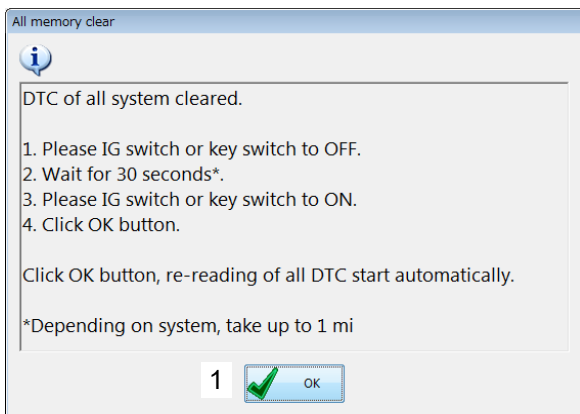 All memory clear
DTC of all system cleared.
1. Please IG switch or key switch to OFF.
2. Wait for 30 seconds*.
3. Please IG switch or key switch to ON.
4. Click OK button.
Click OK button, re-reading of all DTC start automatically.
*Depending on system, take up to 1 mi
1 OK